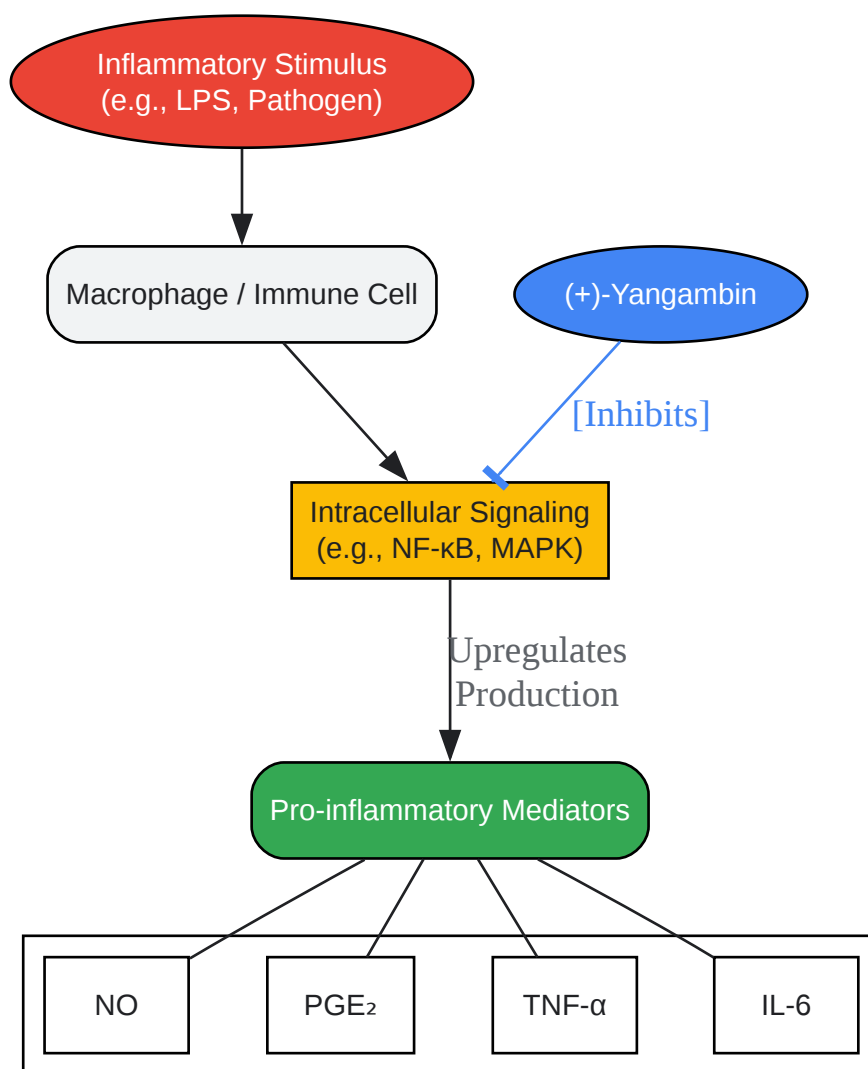 Inflammatory Stimulus
(e.g., LPS, Pathogen)
Macrophage / Immune Cell
(+)-Yangambin
[Inhibits]
Intracellular Signaling
(e.g., NF-κB, MAPK)
Upregulates
Production
Pro-inflammatory Mediators
NO
PGE₂
TNF-α
IL-6